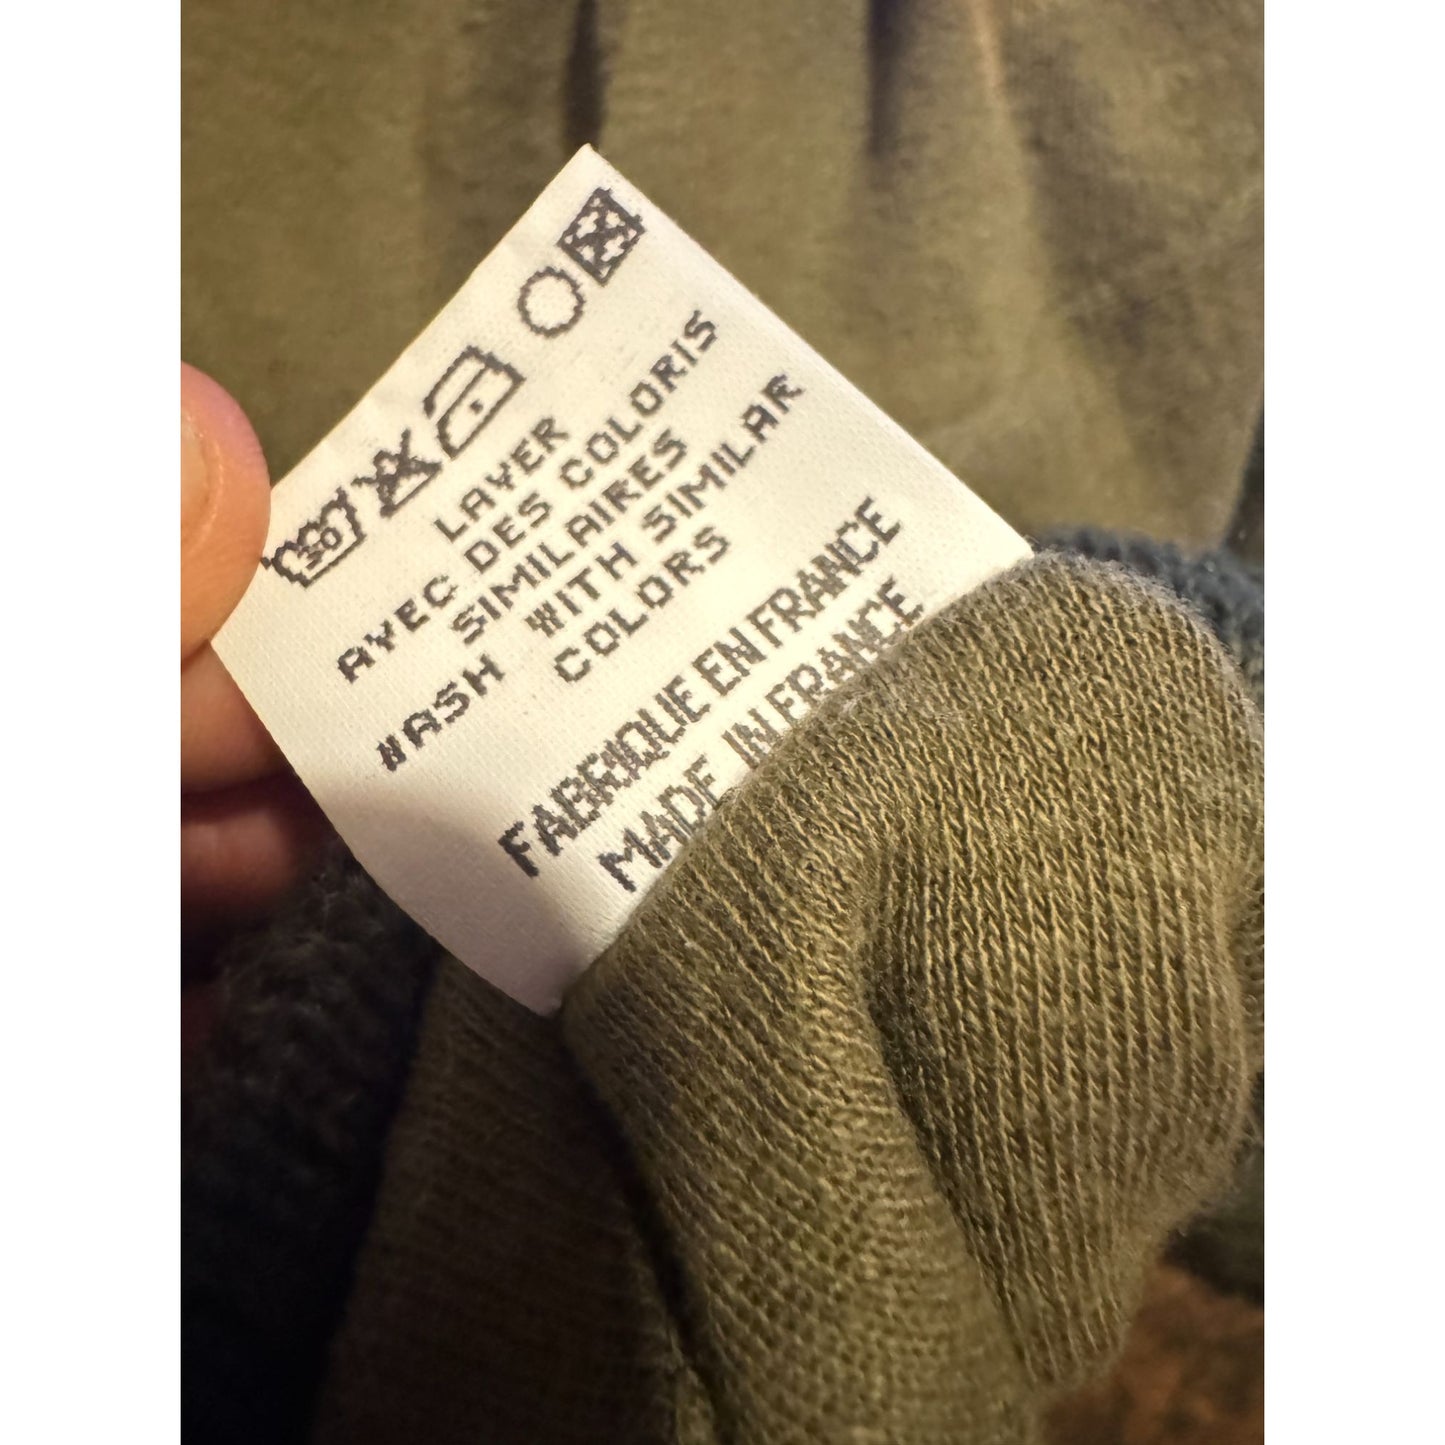 30
LAVER
AVEC DES COLORIS
SIMILAIRES
WASH WITH SIMILAR
COLORS
FABRIQUE EN FRANCE
MADE IN FRANCE